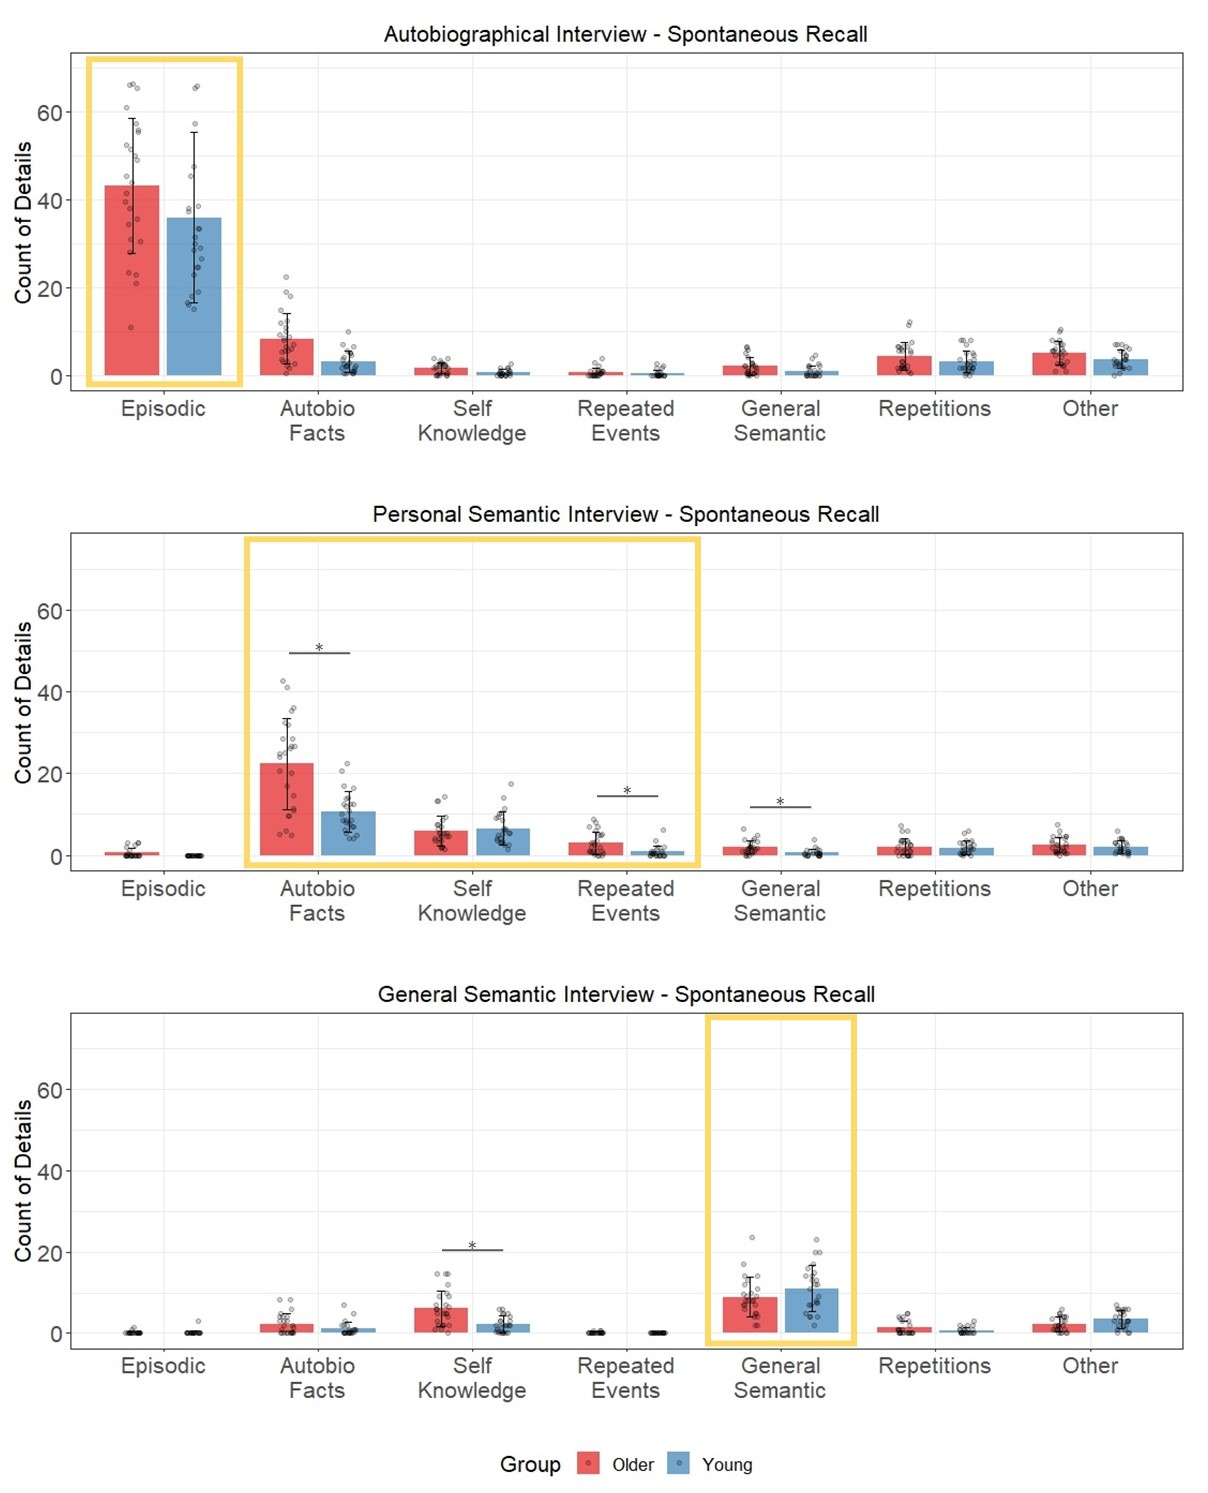 Autobiographical Interview - Spontaneous Recall
Count of Details
60
40
20
0
Episodic
Autobio
Facts
Self
Knowledge
Repeated
Events
General
Semantic
Repetitions
Other
Personal Semantic Interview - Spontaneous Recall
Count of Details
60
40
20
0
*
*
*
Episodic
Autobio
Facts
Self
Knowledge
Repeated
Events
General
Semantic
Repetitions
Other
General Semantic Interview - Spontaneous Recall
Count of Details
60
40
20
0
*
Episodic
Autobio
Facts
Self
Knowledge
Repeated
Events
General
Semantic
Repetitions
Other
Group Older Young